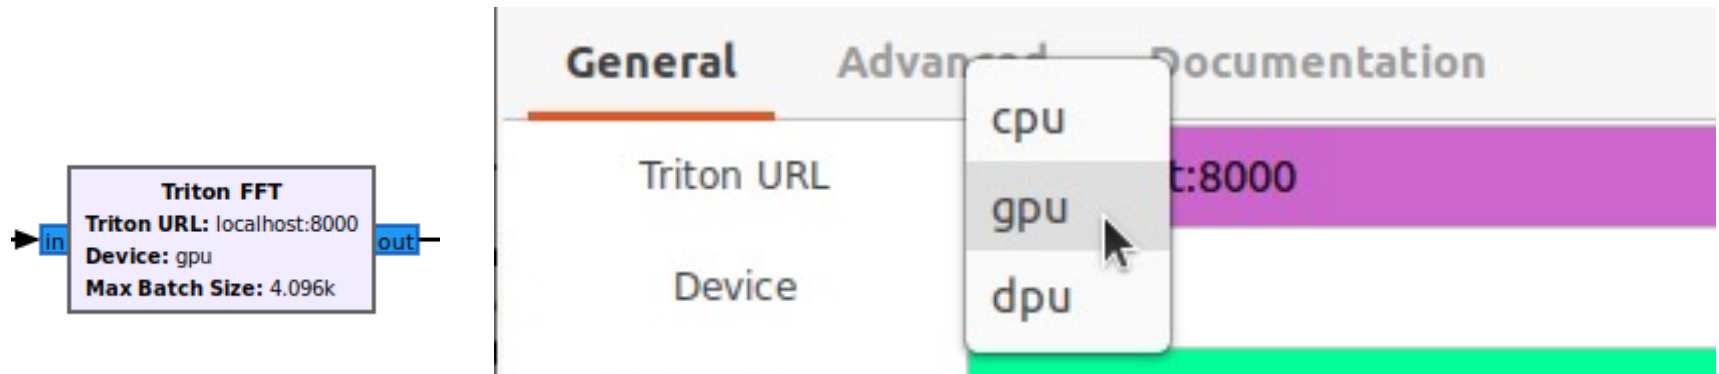 in
Triton FFT
Triton URL: localhost:8000
Device: gpu
Max Batch Size: 4.096k
out
General
Documentation
cpu
Triton URL
t:8000
gpu
Device
dpu